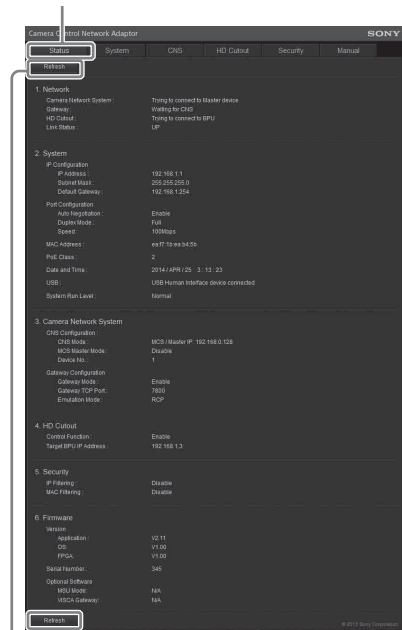 Camera Control Network Adaptor SONY
Status System CNS HD Cutout Security Manual
Refresh
1. Network
Camera Network System : Trying to connect to Master device
Gateway : Waiting for CNS
HD Cutout : Trying to connect to BPU
Link Status : UP
2. System
IP Configuration
IP Address : 192.168.1.1
Subnet Mask : 255.255.255.0
Default Gateway : 192.168.1.254
Port Configuration
Auto Negotiation : Enable
Duplex Mode : Full
Speed : 100Mbps
MAC Address : ea:f7:1b:ea:b4:5b
PoE Class : 2
Date and Time : 2014 / APR / 25 3 : 13 : 23
USB : USB Human Interface device connected
System Run Level : Normal
3. Camera Network System
CNS Configuration :
CNS Mode : MCS / Master IP: 192.168.0.128
MCS Master Mode : Disable
Device No. : 1
Gateway Configuration
Gateway Mode : Enable
Gateway TCP Port : 7800
Emulation Mode : RCP
4. HD Cutout
Control Function : Enable
Target BPU IP Address : 192.168.1.3
5. Security
IP Filtering : Disable
MAC Filtering : Disable
6. Firmware
Version
Application : V2.11
OS: V1.00
FPGA: V1.00
Serial Number : 345
Optional Software
MSU Mode: N/A
VISCA Gateway: N/A
Refresh
© 2013 Sony Corporation